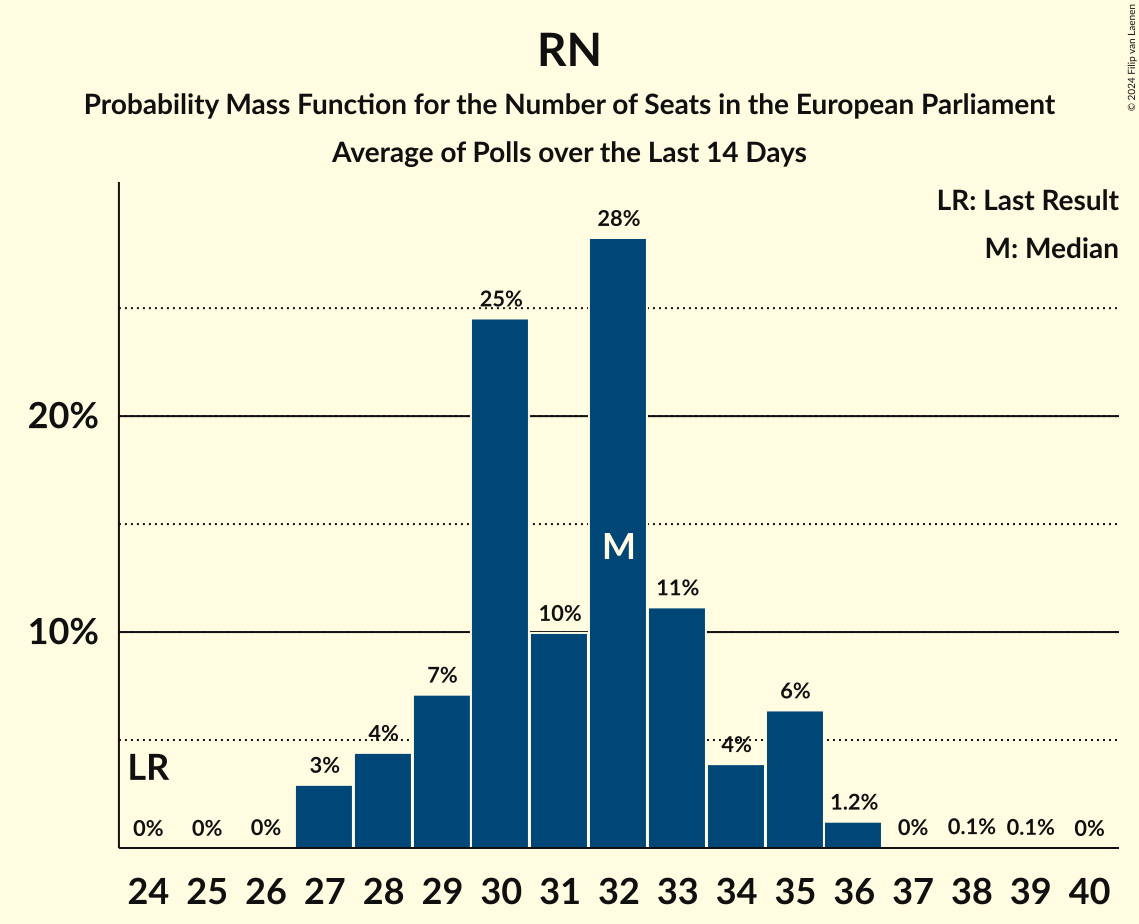 RN
Probability Mass Function for the Number of Seats in the European Parliament
Average of Polls over the Last 14 Days
© 2024 Filip van Laenen
LR: Last Result
M: Median
20%
10%
LR
M
0%
0%
0%
3%
4%
7%
25%
10%
28%
11%
4%
6%
1.2%
0%
0.1%
0.1%
0%
24 25 26 27 28 29 30 31 32 33 34 35 36 37 38 39 40